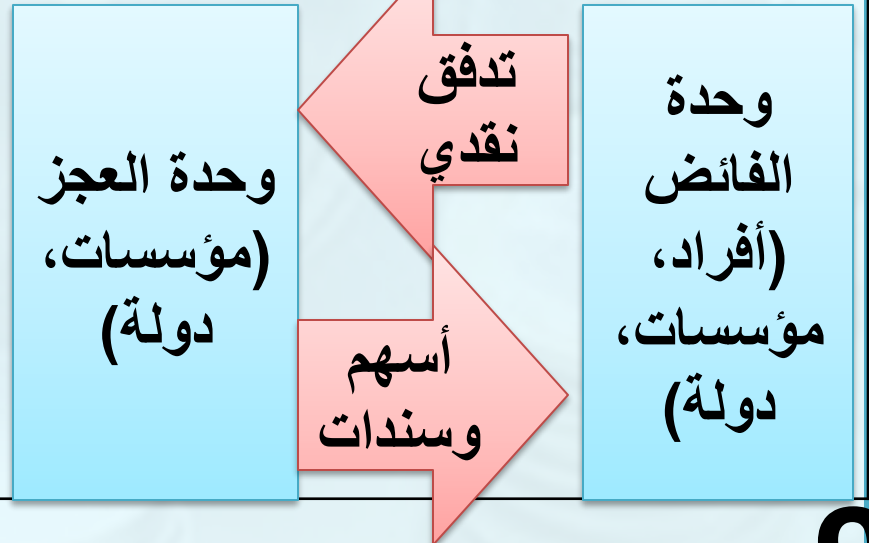 وحدة
الفائض
(أفراد،
مؤسسات،
دولة)
تدفق
نقدي
أسهم
وسندات
وحدة العجز
(مؤسسات،
دولة)